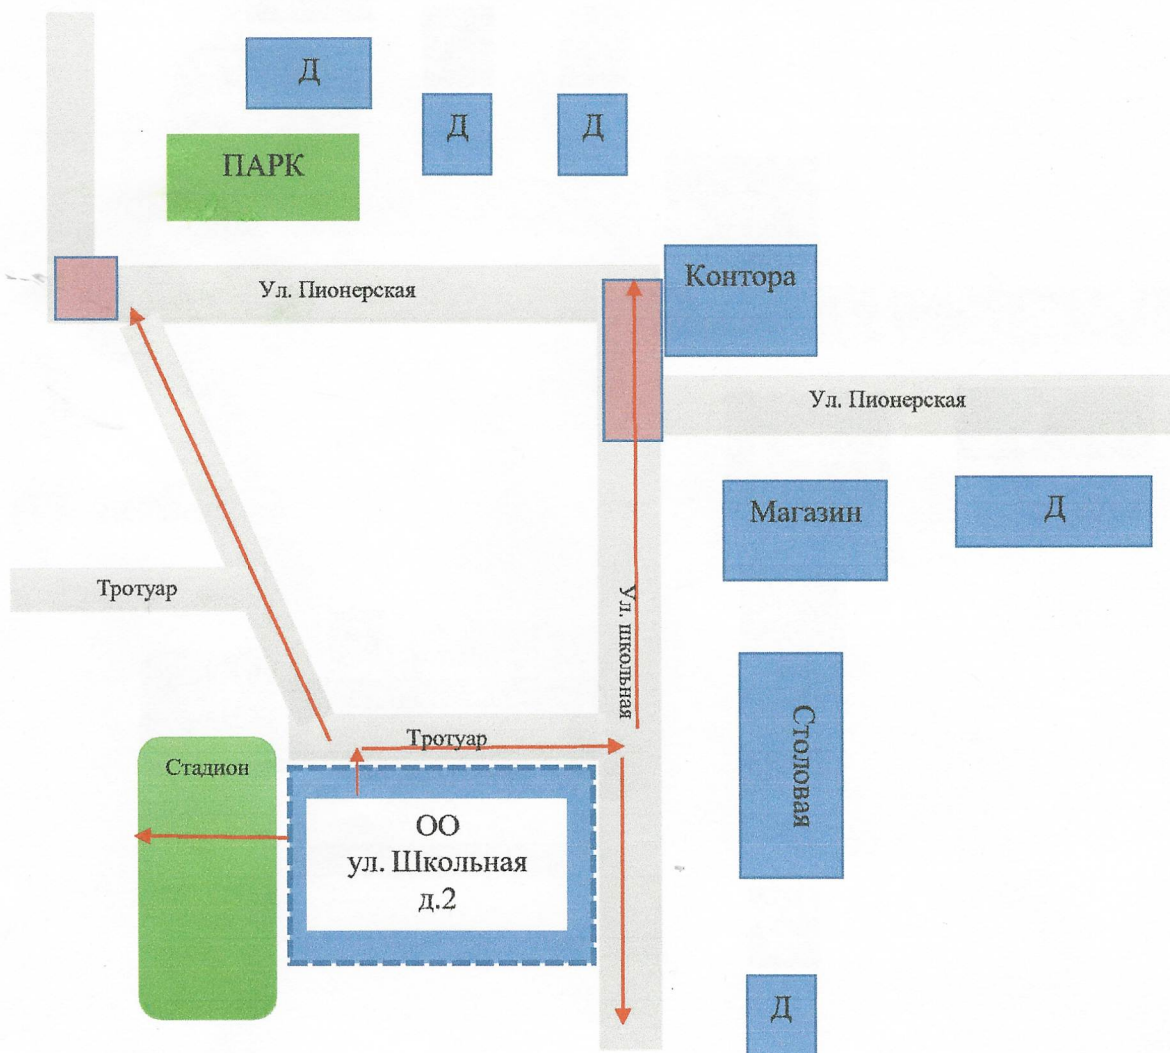 Д
Д
Д
ПАРК
Контора
Ул. Пионерская
Ул. Пионерская
Магазин
Д
Тротуар
Ул. школьная
Тротуар
Столовая
Стадион
ОО
ул. Школьная
д.2
Д